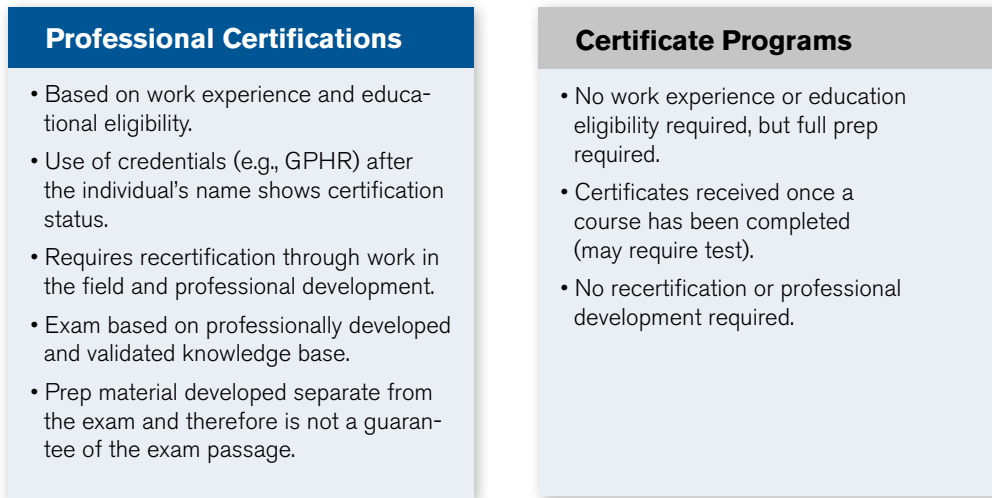 Professional Certifications
• Based on work experience and educa-
tional eligibility.
• Use of credentials (e.g., GPHR) after
the individual's name shows certification
status.
• Requires recertification through work in
the field and professional development.
• Exam based on professionally developed
and validated knowledge base.
• Prep material developed separate from
the exam and therefore is not a guaran-
tee of the exam passage.
Certificate Programs
• No work experience or education
eligibility required, but full prep
required.
• Certificates received once a
course has been completed
(may require test).
• No recertification or professional
development required.